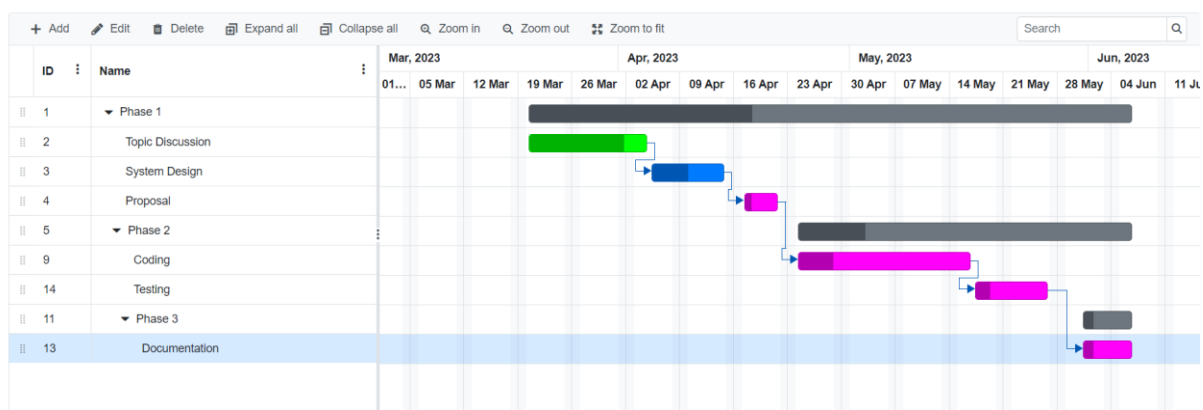 Add Edit Delete Expand all Collapse all Zoom in Zoom out Zoom to fit Search
Mar, 2023 Apr, 2023 May, 2023 Jun, 2023
ID Name
01... 05 Mar 12 Mar 19 Mar 26 Mar 02 Apr 09 Apr 16 Apr 23 Apr 30 Apr 07 May 14 May 21 May 28 May 04 Jun 11 Ju
1 Phase 1
2 Topic Discussion
3 System Design
4 Proposal
5 Phase 2
9 Coding
14 Testing
11 Phase 3
13 Documentation